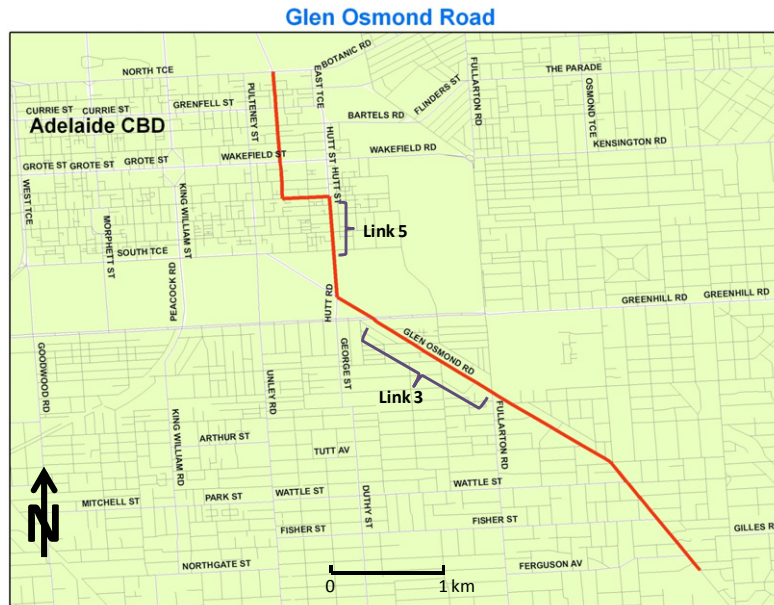 Glen Osmond Road
BOTANIC RD
NORTH TCE
EAST TCE
FULLARTON RD
THE PARADE
PULTENEY ST
FLINDERS ST
OSMOND TCE
CURRIE ST
CURRIE ST
GRENFELL ST
BARTELS RD
Adelaide CBD
HUTT ST
HUTT ST
KENSINGTON RD
GROTE ST
GROTE ST
GROTE ST
WAKEFIELD ST
WAKEFIELD RD
WEST TCE
KING WILLIAM ST
MORPHETT ST
Link 5
SOUTH TCE
PEACOCK RD
HUTT RD
GREENHILL RD
GREENHILL RD
GLEN OSMOND RD
GOODWOOD RD
GEORGE ST
UNLEY RD
Link 3
KING WILLIAM RD
FULLARTON RD
ARTHUR ST
TUTT AV
WATTLE ST
WATTLE ST
PARK ST
MITCHELL ST
DUTHY ST
N
FISHER ST
FISHER ST
GILLES R
NORTHGATE ST
FERGUSON AV
0
1 km